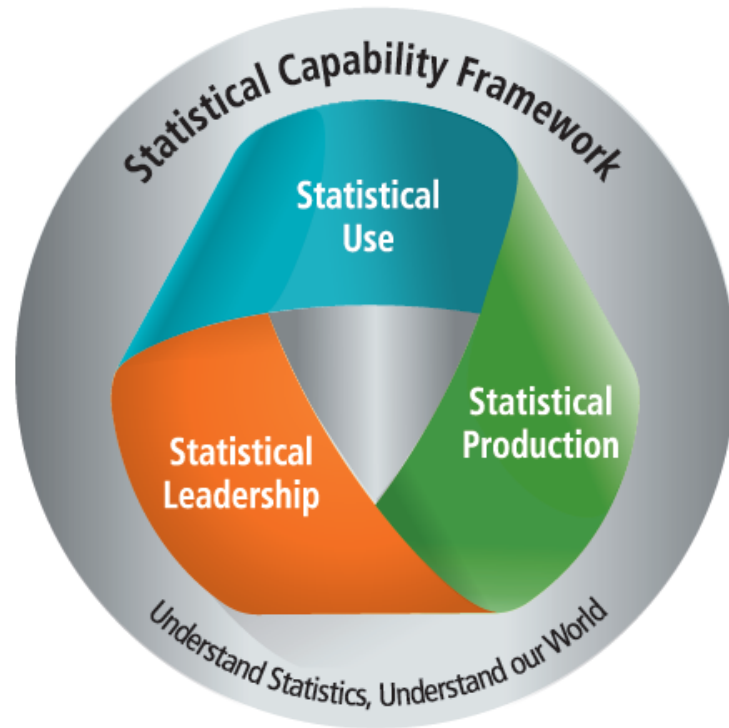 Statistical Capability Framework
Statistical
Use
Statistical
Production
Statistical
Leadership
Understand Statistics, Understand our World